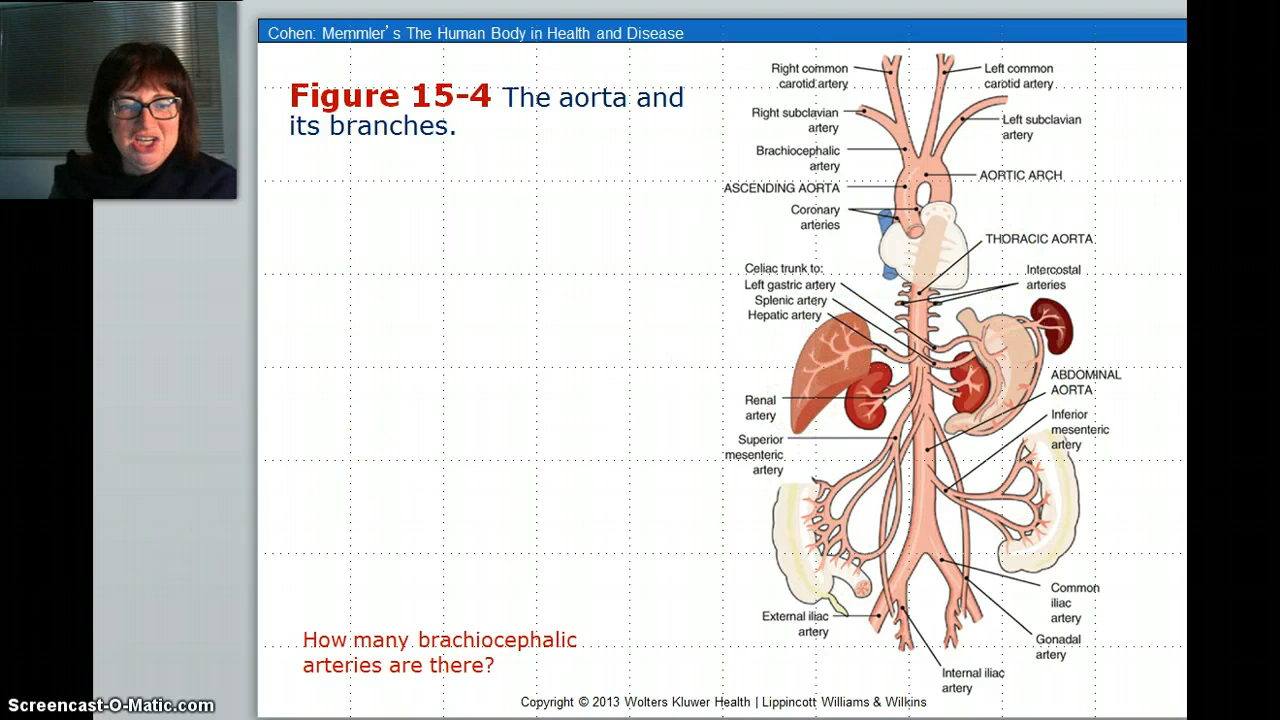 Cohen: Memmler's The Human Body in Health and Disease
Figure 15-4 The aorta and
its branches.
Right common
carotid artery
Left common
carotid artery
Right subclavian
artery
Left subclavian
artery
Brachiocephalic
artery
AORTIC ARCH
ASCENDING AORTA
Coronary
arteries
THORACIC AORTA
Celiac trunk to:
Left gastric artery
Splenic artery
Hepatic artery
Intercostal
arteries
ABDOMINAL
AORTA
Renal
artery
Inferior
mesenteric
artery
Superior
mesenteric
artery
Common
iliac
artery
External iliac
artery
Gonadal
artery
Internal iliac
artery
How many brachiocephalic
arteries are there?
Copyright © 2013 Wolters Kluwer Health | Lippincott Williams & Wilkins
Screencast-O-Matic.com